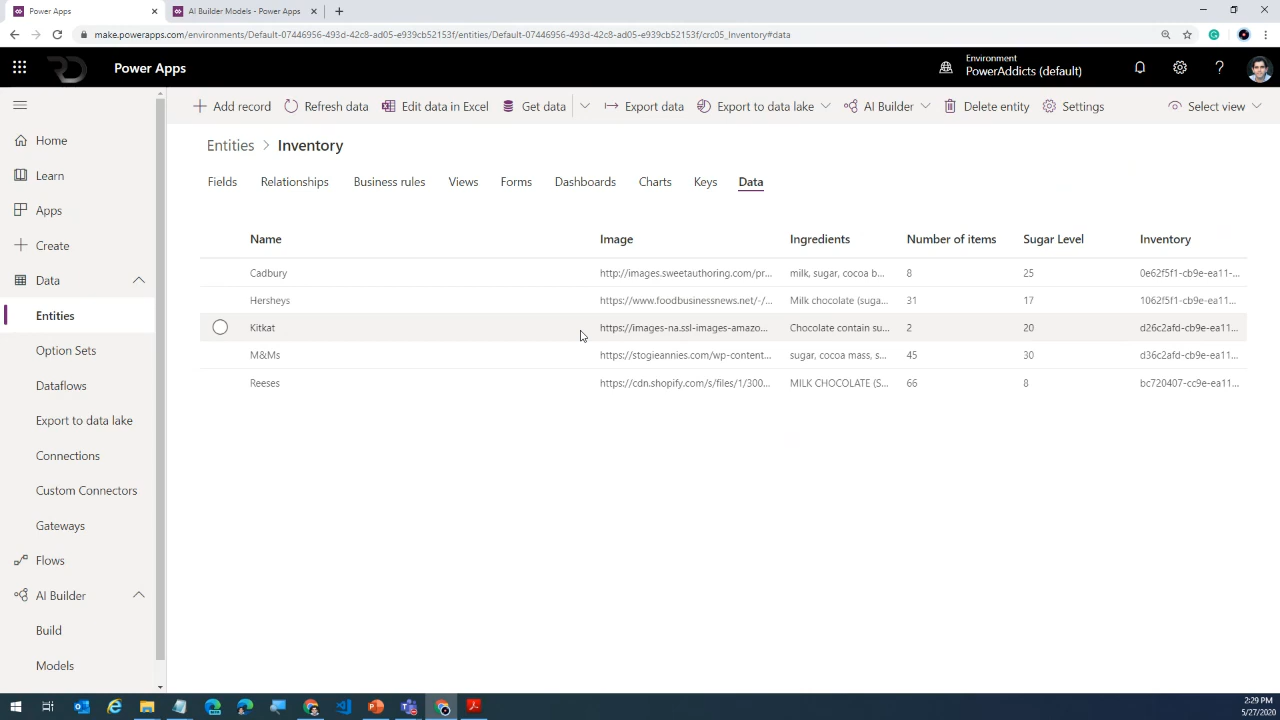 Power Apps
AI Builder Models - Power Apps
make.powerapps.com/environments/Default-07446956-493d-42c8-ad05-e939cb52153f/entities/Default-07446956-493d-42c8-ad05-e939cb52153f/crc05_Inventory#data
Power Apps
Environment
PowerAddicts (default)
Add record Refresh data Edit data in Excel Get data Export data Export to data lake AI Builder Delete entity Settings Select view
Home
Learn
Apps
Create
Data
Entities
Option Sets
Dataflows
Export to data lake
Connections
Custom Connectors
Gateways
Flows
AI Builder
Build
Models
Entities > Inventory
Fields Relationships Business rules Views Forms Dashboards Charts Keys Data
Name Image Ingredients Number of items Sugar Level Inventory
Cadbury http://images.sweetauthoring.com/pr... milk, sugar, cocoa b... 8 25 0e62f5f1-cb9e-ea11-...
Hersheys https://www.foodbusinessnews.net/-/... Milk chocolate (suga... 31 17 1062f5f1-cb9e-ea11...
Kitkat https://images-na.ssl-images-amazo... Chocolate contain su... 2 20 d26c2afd-cb9e-ea11...
M&Ms https://stogieannies.com/wp-content... sugar, cocoa mass, s... 45 30 d36c2afd-cb9e-ea11...
Reeses https://cdn.shopify.com/s/files/1/300... MILK CHOCOLATE (S... 66 8 bc720407-cc9e-ea11...
2:29 PM
5/27/2020